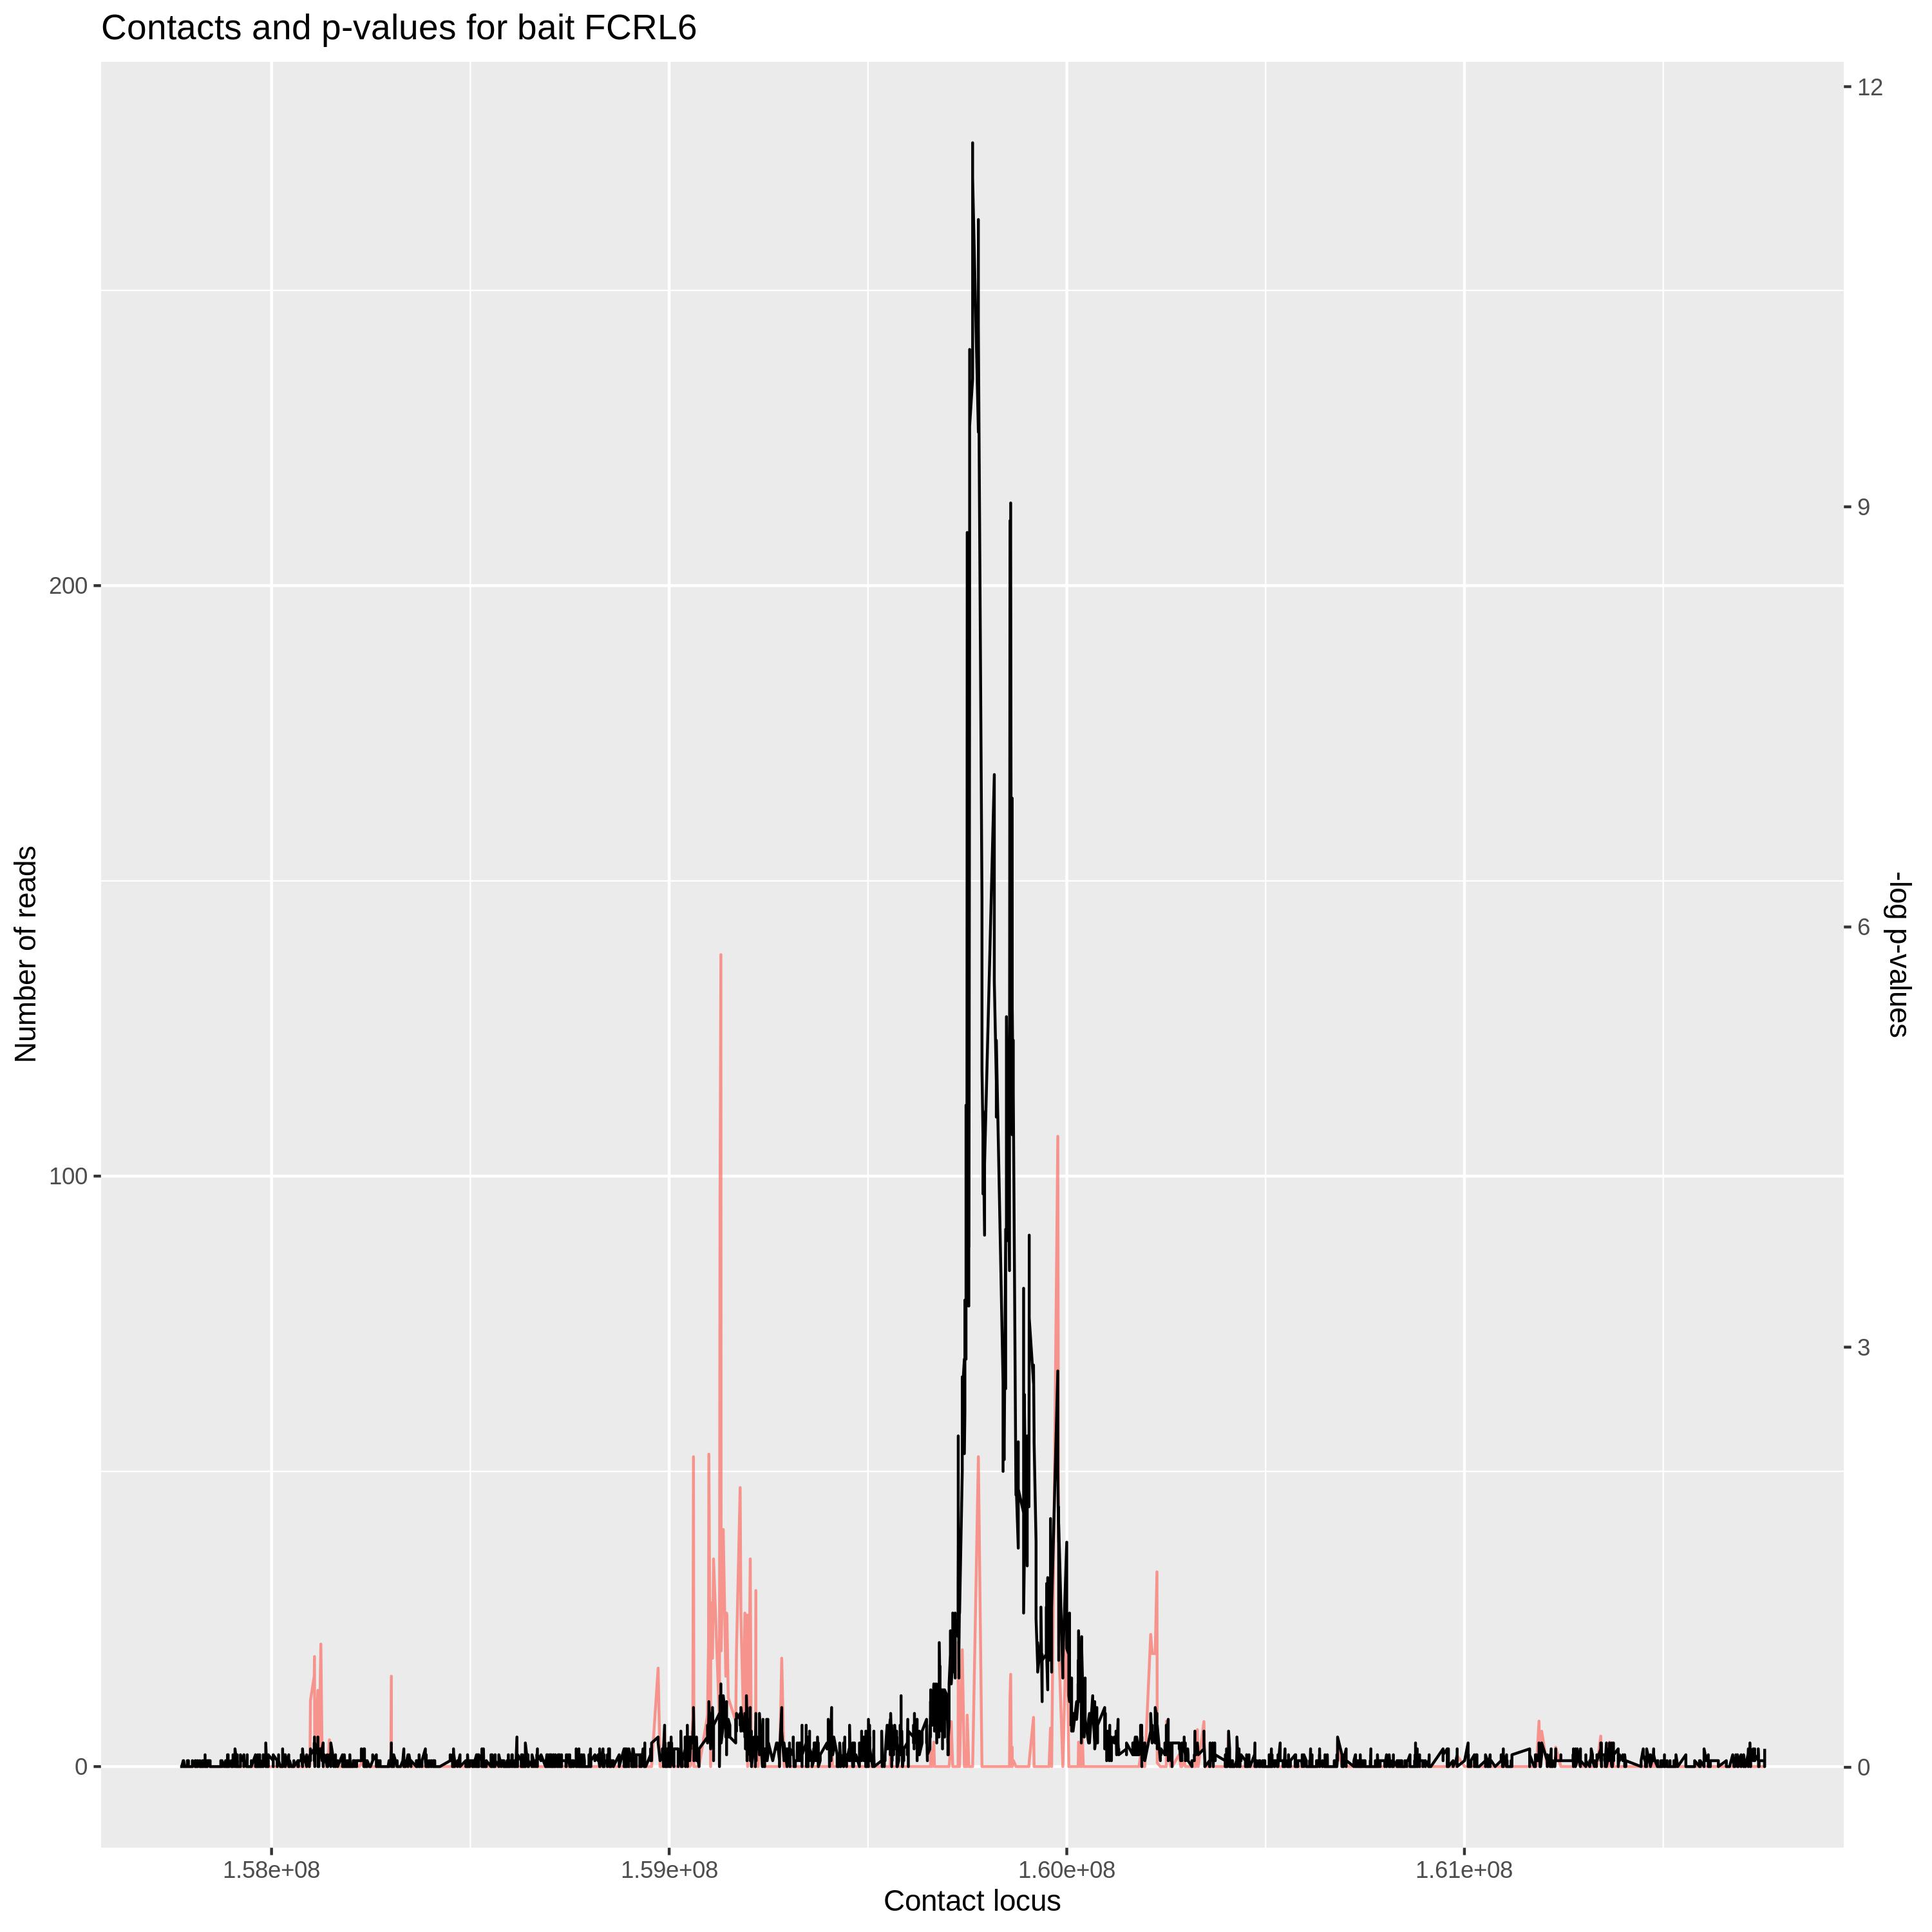 Contacts and p-values for bait FCRL6
12
9
6
3
0
200
100
0
Number of reads
-log p-values
1.58e+08 1.59e+08 1.60e+08 1.61e+08
Contact locus